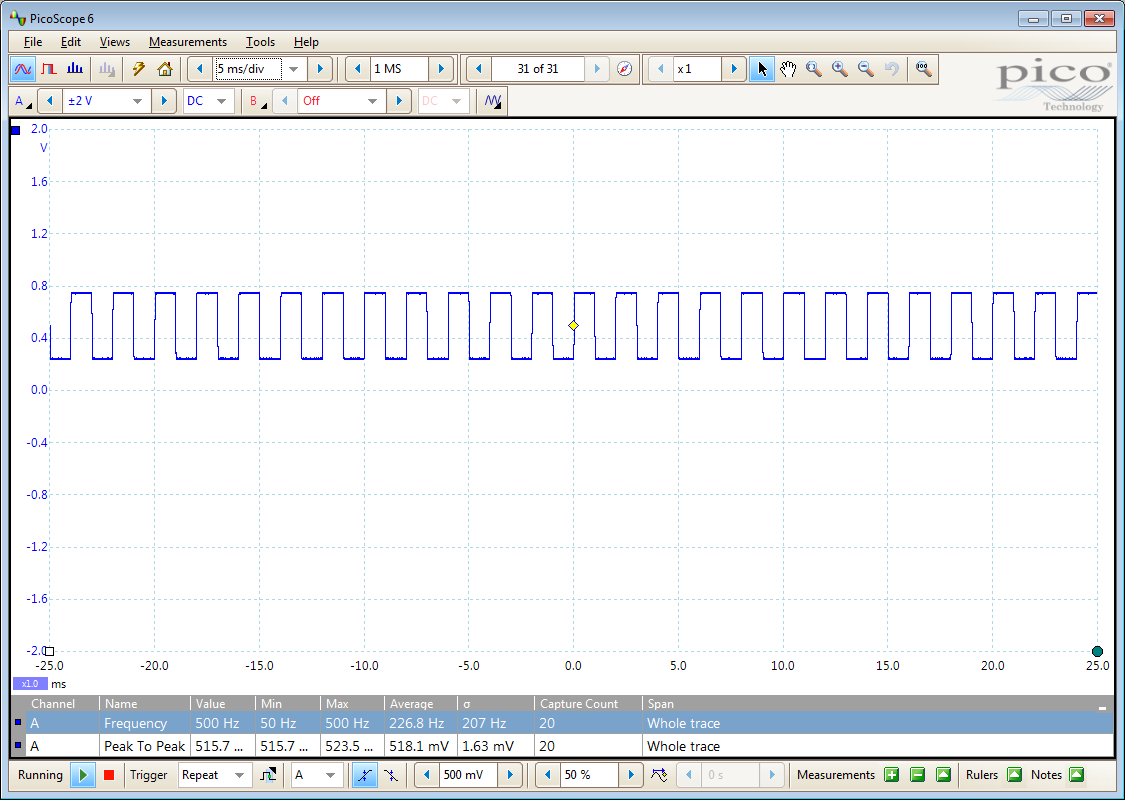 PicoScope 6
File Edit Views Measurements Tools Help
5 ms/div 1 MS 31 of 31 x1
pico
Technology
A ±2 V DC B Off DC
2.0
V
1.6
1.2
0.8
0.4
0.0
-0.4
-0.8
-1.2
-1.6
-2.0
-25.0 -20.0 -15.0 -10.0 -5.0 0.0 5.0 10.0 15.0 20.0 25.0
x1.0 ms
Channel Name Value Min Max Average σ Capture Count Span
A Frequency 500 Hz 50 Hz 500 Hz 226.8 Hz 207 Hz 20 Whole trace
A Peak To Peak 515.7 ... 515.7 ... 523.5 ... 518.1 mV 1.63 mV 20 Whole trace
Running Trigger Repeat A 500 mV 50 % 0 s Measurements Rulers Notes